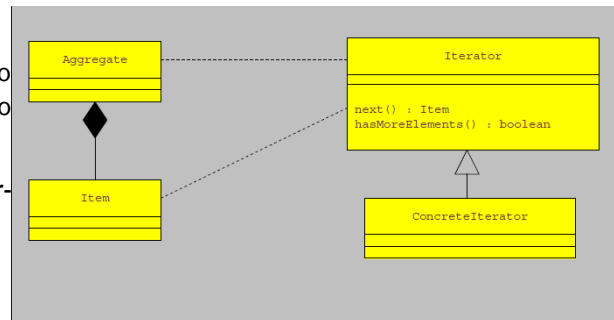 Aggregate
Iterator
o
o
next() : Item
hasMoreElements() : boolean
r-
Item
ConcreteIterator